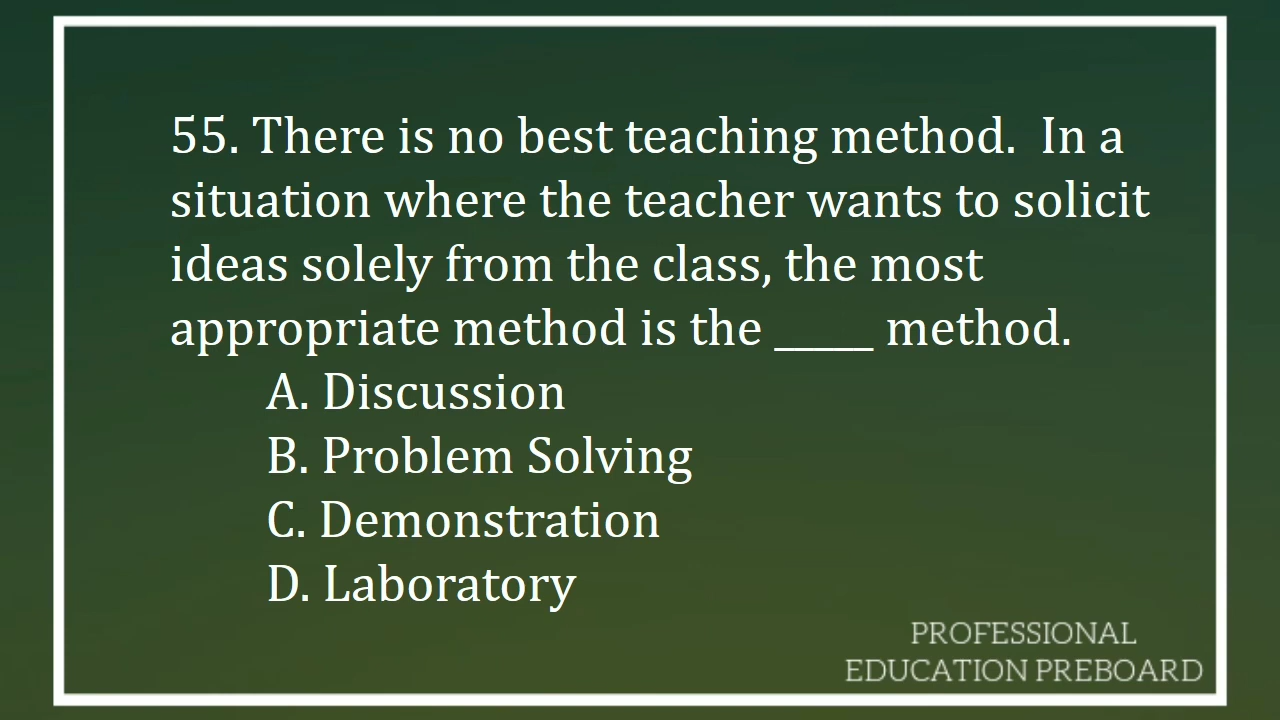 55. There is no best teaching method.  In a
situation where the teacher wants to solicit
ideas solely from the class, the most
appropriate method is the _____ method.
A. Discussion
B. Problem Solving
C. Demonstration
D. Laboratory
PROFESSIONAL
EDUCATION PREBOARD